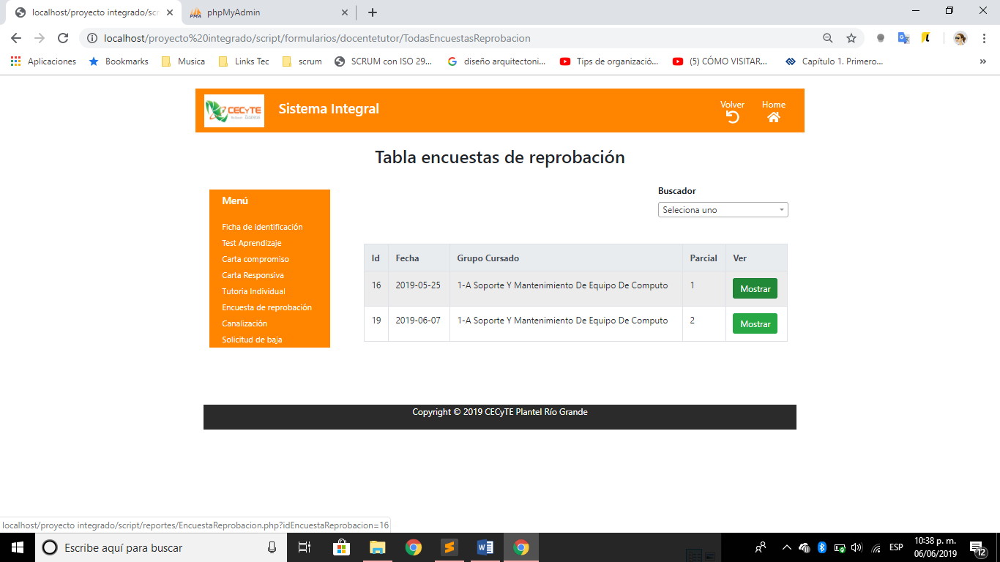 localhost/proyecto integrado/scr
phpMyAdmin
localhost/proyecto%20integrado/script/formularios/docentetutor/TodasEncuestasReprobacion
Aplicaciones
Bookmarks
Musica
Links Tec
scrum
SCRUM con ISO 29...
diseño arquitectoni...
Tips de organizació...
(5) CÓMO VISITAR...
Capítulo 1. Primero...
»
CECyTE
Sistema Integral
Volver
Home
Tabla encuestas de reprobación
Menú
Ficha de identificación
Test Aprendizaje
Carta compromiso
Carta Responsiva
Tutoria Individual
Encuesta de reprobación
Canalización
Solicitud de baja
Buscador
Seleciona uno
Id Fecha Grupo Cursado Parcial Ver
16 2019-05-25 1-A Soporte Y Mantenimiento De Equipo De Computo 1 Mostrar
19 2019-06-07 1-A Soporte Y Mantenimiento De Equipo De Computo 2 Mostrar
Copyright © 2019 CECyTE Plantel Río Grande
localhost/proyecto integrado/script/reportes/EncuestaReprobacion.php?idEncuestaReprobacion=16
Escribe aquí para buscar
ESP
10:38 p. m.
06/06/2019
12